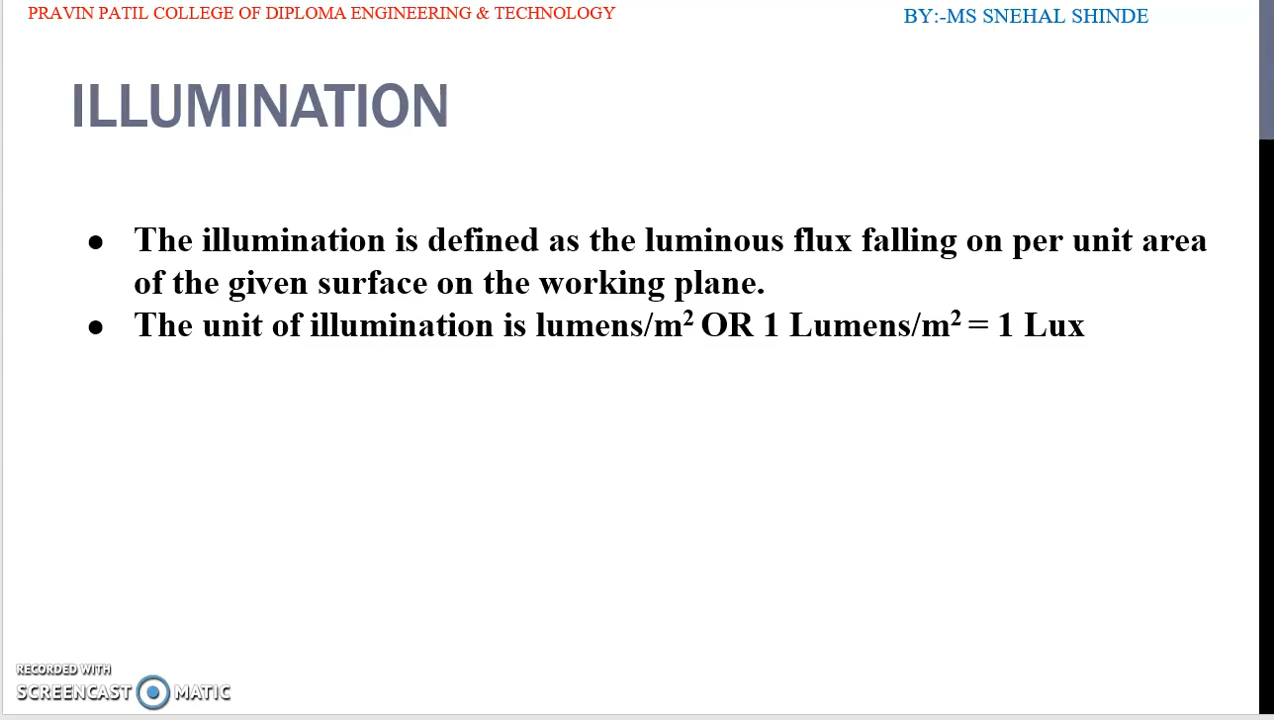 PRAVIN PATIL COLLEGE OF DIPLOMA ENGINEERING & TECHNOLOGY
BY:-MS SNEHAL SHINDE
ILLUMINATION
● The illumination is defined as the luminous flux falling on per unit area
of the given surface on the working plane.
● The unit of illumination is lumens/m² OR 1 Lumens/m² = 1 Lux
RECORDED WITH
SCREENCAST MATIC